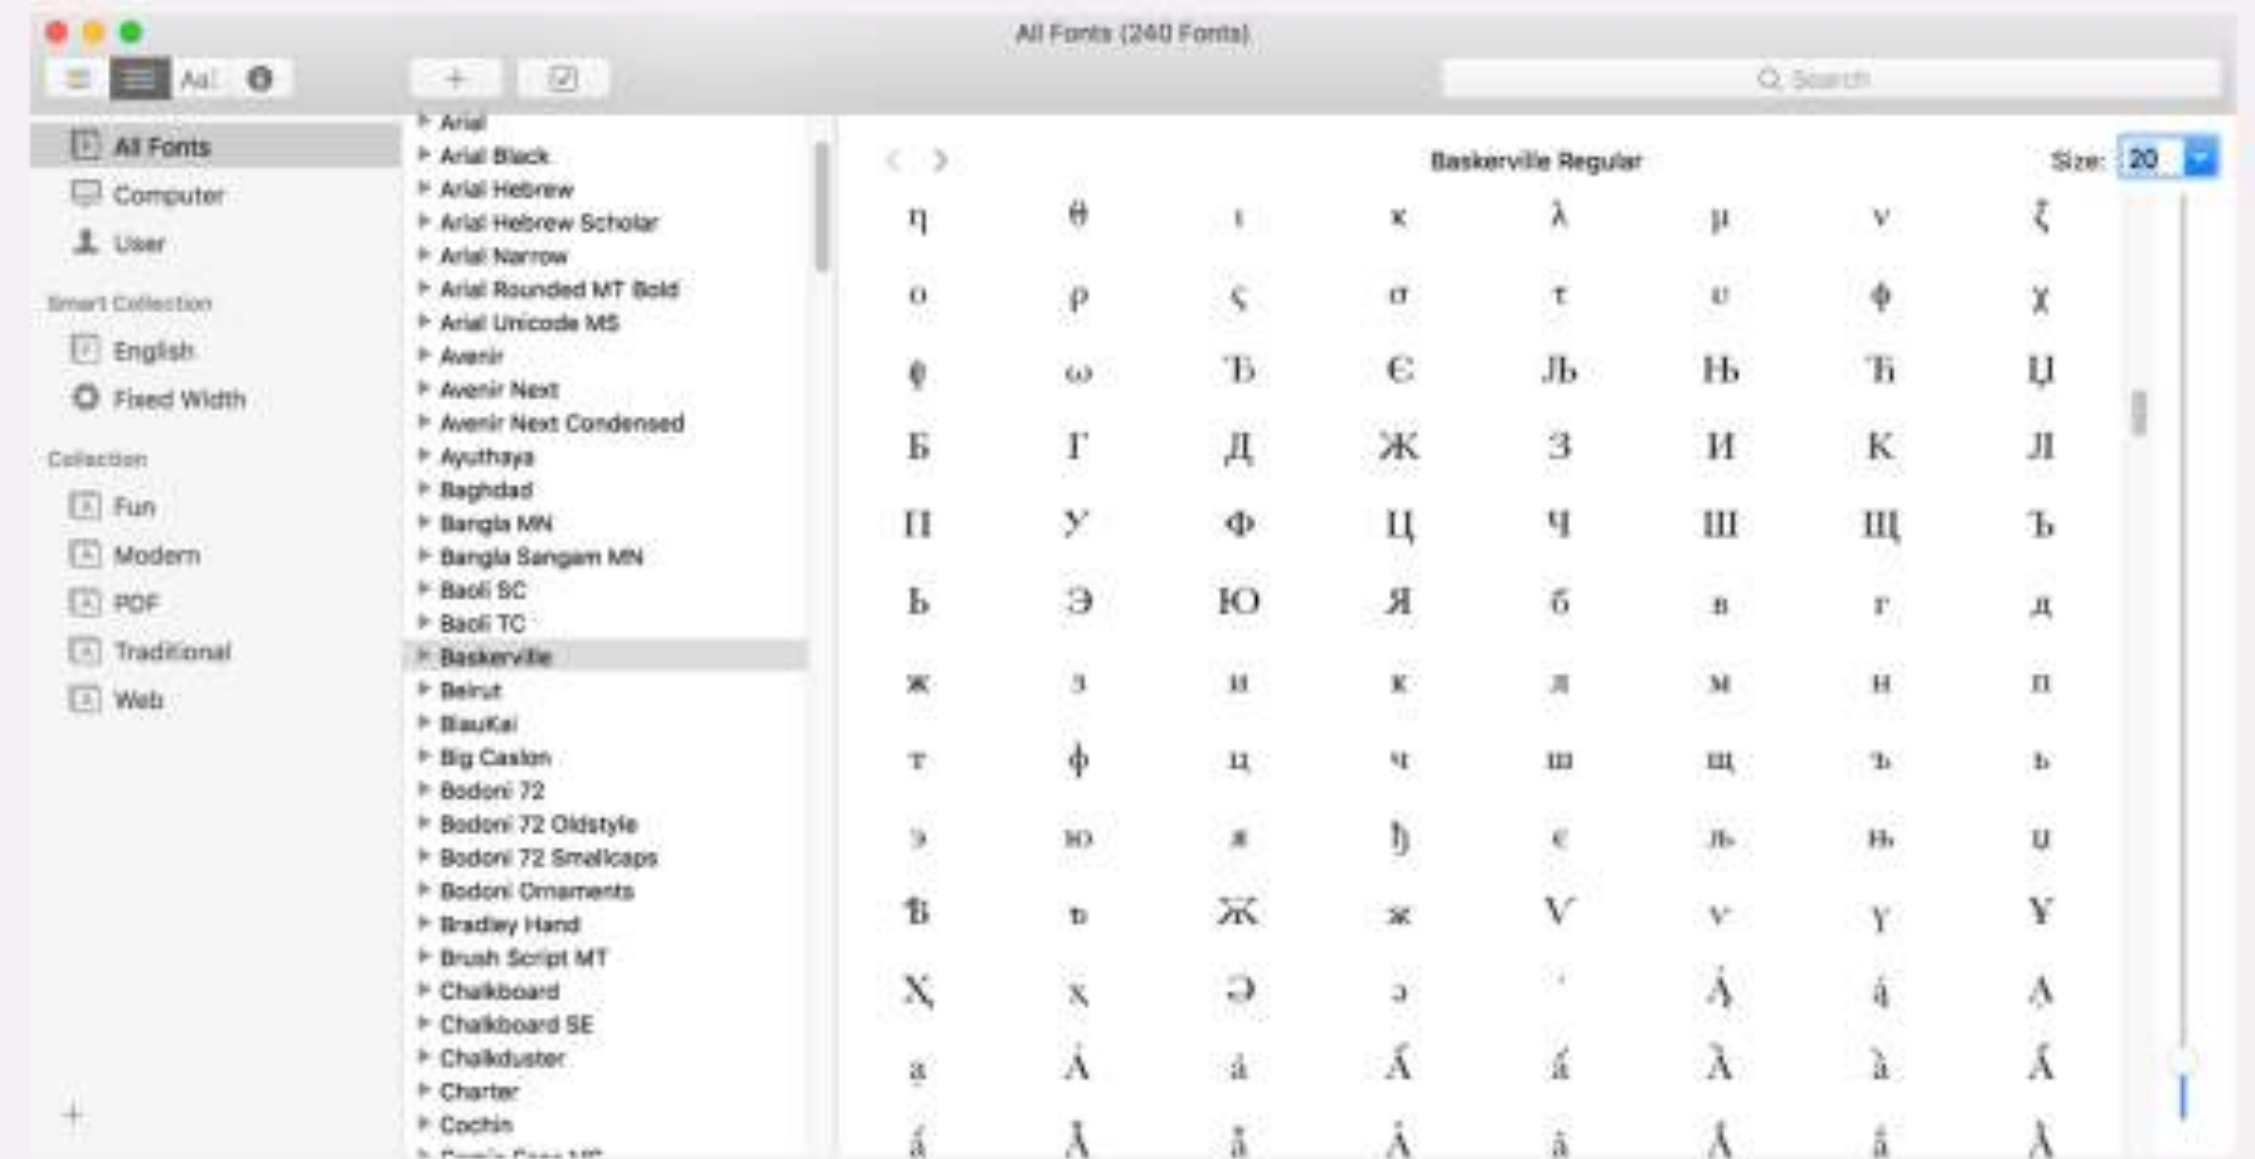 All Fonts (240 Fonts)
Aa
Search
All Fonts
Computer
User
Smart Collection
English
Fixed Width
Collection
Fun
Modern
PDF
Traditional
Web
Arial
Arial Black
Arial Hebrew
Arial Hebrew Scholar
Arial Narrow
Arial Rounded MT Bold
Arial Unicode MS
Avenir
Avenir Next
Avenir Next Condensed
Ayuthaya
Baghdad
Bangla MN
Bangla Sangam MN
Baoli SC
Baoli TC
Baskerville
Beirut
BiauKai
Big Caslon
Bodoni 72
Bodoni 72 Oldstyle
Bodoni 72 Smallcaps
Bodoni Ornaments
Bradley Hand
Brush Script MT
Chalkboard
Chalkboard SE
Chalkduster
Charter
Cochin
Baskerville Regular
Size: 20
η θ ι κ λ μ ν ζ
ο ρ ς σ τ υ φ χ
ω Ђ Є Љ Њ Ћ Џ
Б Г Д Ж З И К Л
П У Ф Ц Ч Ш Щ Ъ
Ь Э Ю Я б в г д
ж з и к л м н п
т ф ц ч ш щ ъ ь
э ю я ђ є љ њ џ
Ѵ ѵ
Ҳ ҳ Ә ә